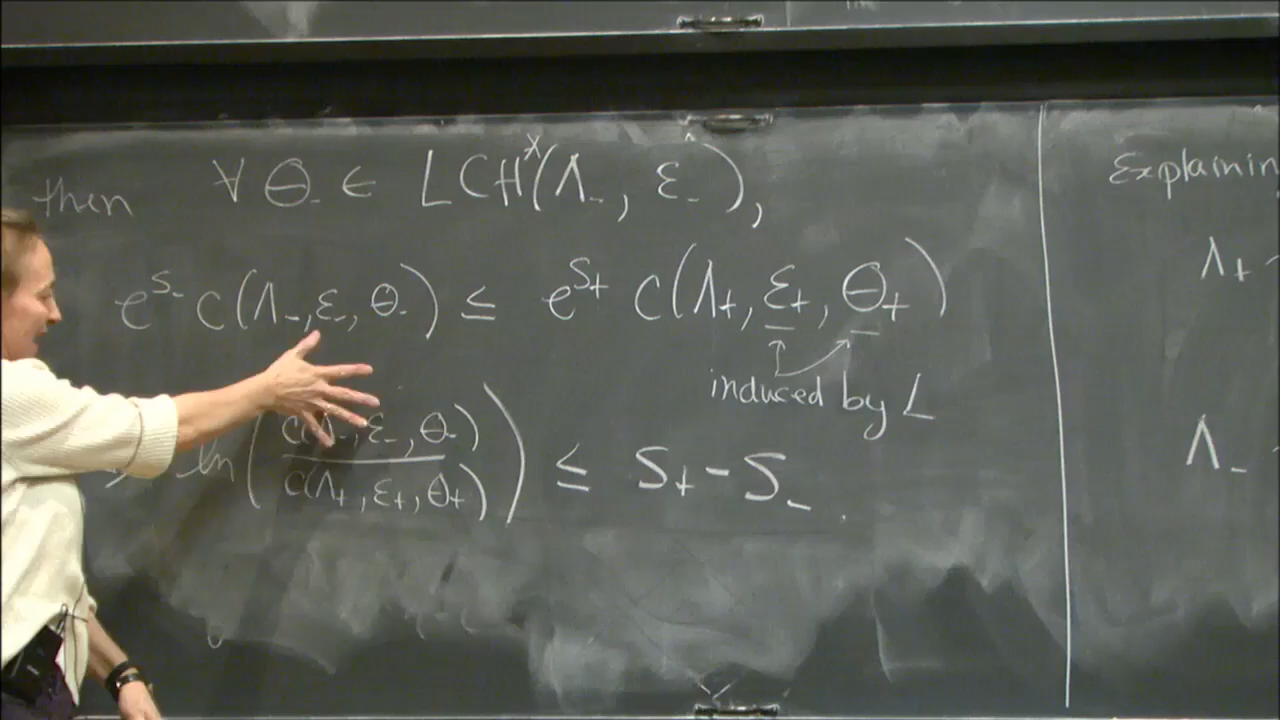 then ∀ Θ₋ ∈ LCH^X(Λ₋, ε₋),
e^{S₋} c(Λ₋, ε₋, Θ₋) ≤ e^{S₊} c(Λ₊, ε₊, Θ₊)
induced by L
ln( c(Λ₋, ε₋, Θ₋) / c(Λ₊, ε₊, Θ₊) ) ≤ S₊ - S₋.
Explainin
Λ₊
Λ₋